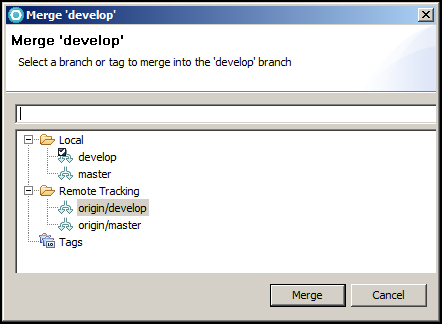 Merge 'develop'
Merge 'develop'
Select a branch or tag to merge into the 'develop' branch
Local
develop
master
Remote Tracking
origin/develop
origin/master
Tags
Merge Cancel